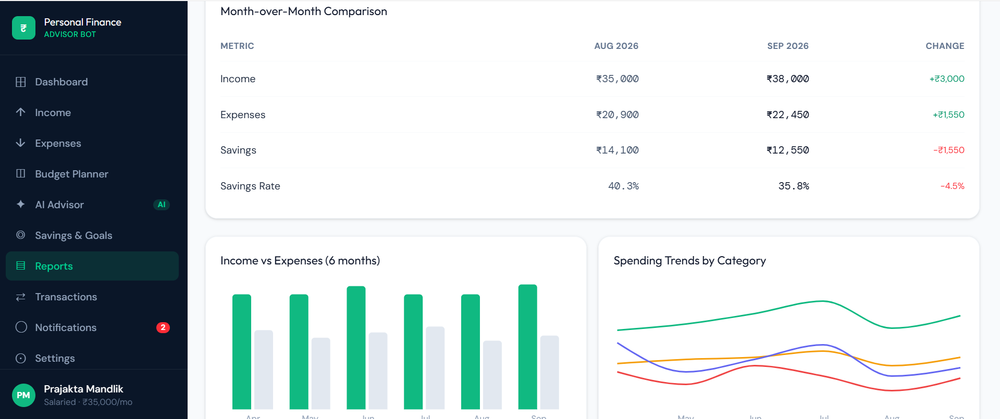 ₹
Personal Finance
ADVISOR BOT
Dashboard
Income
Expenses
Budget Planner
AI Advisor
AI
Savings & Goals
Reports
Transactions
Notifications
2
Settings
PM
Prajakta Mandlik
Salaried · ₹35,000/mo
Month-over-Month Comparison
METRIC AUG 2026 SEP 2026 CHANGE
Income ₹35,000 ₹38,000 +₹3,000
Expenses ₹20,900 ₹22,450 +₹1,550
Savings ₹14,100 ₹12,550 -₹1,550
Savings Rate 40.3% 35.8% -4.5%
Income vs Expenses (6 months)
Apr May Jun Jul Aug Sep
Spending Trends by Category
May Jun Jul Aug Sep